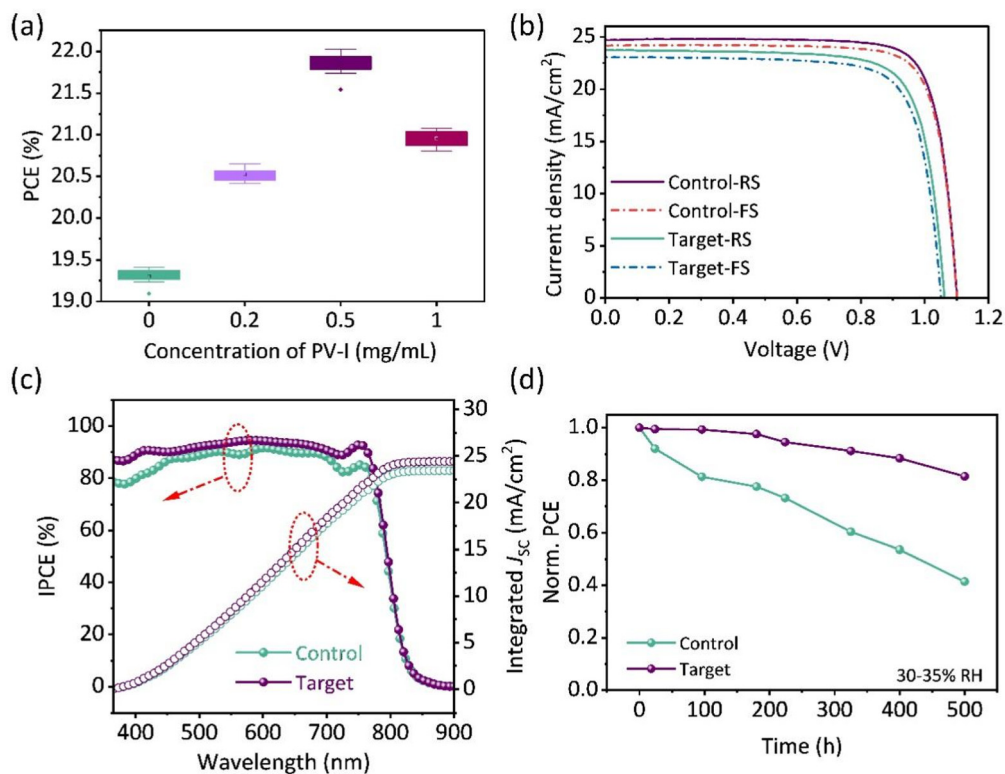 (a)
22.0
21.5
21.0
20.5
20.0
19.5
19.0
PCE (%)
0 0.2 0.5 1
Concentration of PV-I (mg/mL)
(b)
30
25
20
15
10
5
0
Current density (mA/cm²)
Control-RS
Control-FS
Target-RS
Target-FS
0.0 0.2 0.4 0.6 0.8 1.0 1.2
Voltage (V)
(c)
100
80
60
40
20
0
IPCE (%)
30
25
20
15
10
5
0
Integrated JSC (mA/cm²)
Control
Target
400 500 600 700 800 900
Wavelength (nm)
(d)
1.0
0.8
0.6
0.4
0.2
0.0
Norm. PCE
Control
Target
30-35% RH
0 100 200 300 400 500
Time (h)